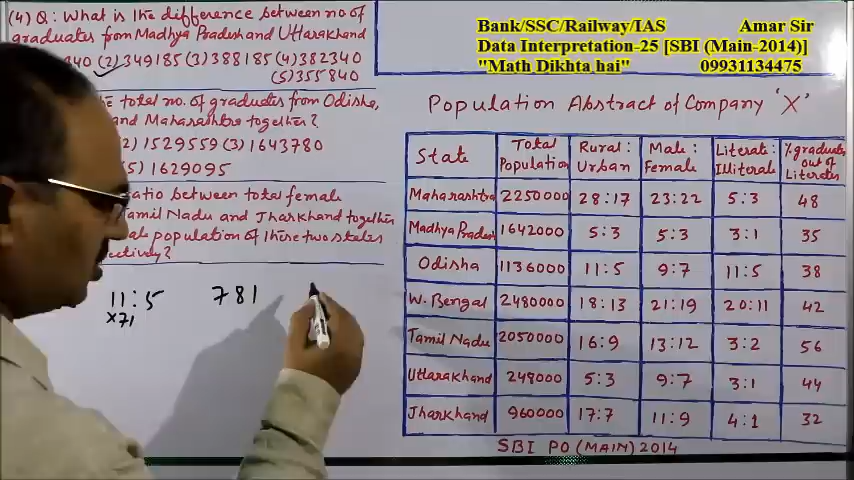 (4) Q: What is the difference between no of
graduates from Madhya Pradesh and Uttarakhand
840 (2) 349185 (3) 388185 (4) 382340
(5) 355840
the total no. of graduates from Odisha,
and Maharashtra together?
2) 1529559 (3) 1643780
5) 1629095
ratio between total female
Tamil Nadu and Jharkhand together
ale population of these two states
ectively?
11:5 781
x71
Bank/SSC/Railway/IAS Amar Sir
Data Interpretation-25 [SBI (Main-2014)]
"Math Dikhta hai" 09931134475
Population Abstract of Company 'X'
State Total Population Rural: Urban Male: Female Literate: Illiterate % graduates out of Literates
Maharashtra 2250000 28:17 23:22 5:3 48
Madhya Pradesh 1642000 5:3 5:3 3:1 35
Odisha 1136000 11:5 9:7 11:5 38
W. Bengal 2480000 18:13 21:19 20:11 42
Tamil Nadu 2050000 16:9 13:12 3:2 56
Uttarakhand 248000 5:3 9:7 3:1 44
Jharkhand 960000 17:7 11:9 4:1 32
SBI PO (MAIN) 2014